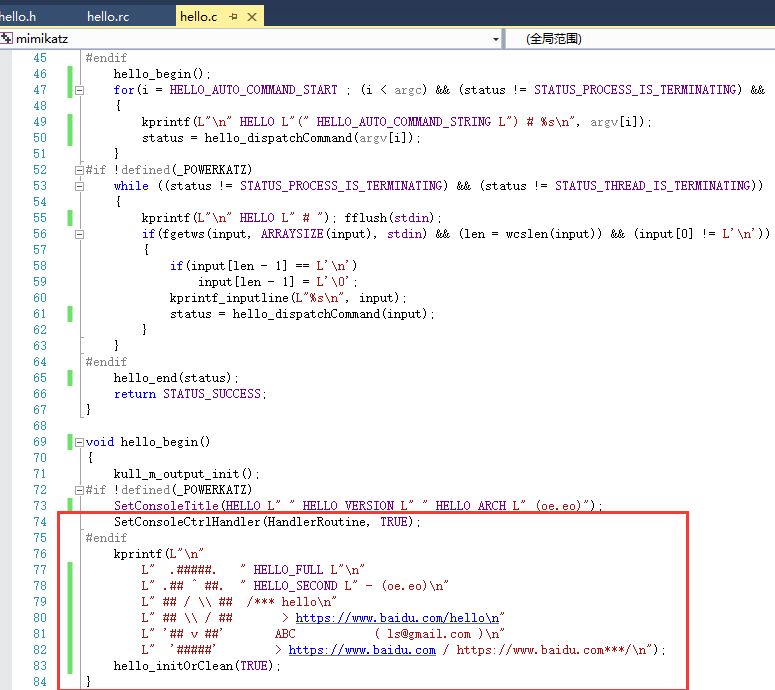 hello.h hello.rc hello.c
mimikatz (全局范围)
45 #endif
46 hello_begin();
47 for(i = HELLO_AUTO_COMMAND_START ; (i < argc) && (status != STATUS_PROCESS_IS_TERMINATING) &&
48 {
49 kprintf(L"\n" HELLO L"(" HELLO_AUTO_COMMAND_STRING L") # %s\n", argv[i]);
50 status = hello_dispatchCommand(argv[i]);
51 }
52 #if !defined(_POWERKATZ)
53 while ((status != STATUS_PROCESS_IS_TERMINATING) && (status != STATUS_THREAD_IS_TERMINATING))
54 {
55 kprintf(L"\n" HELLO L" # "); fflush(stdin);
56 if(fgetws(input, ARRAYSIZE(input), stdin) && (len = wcslen(input)) && (input[0] != L'\n'))
57 {
58 if(input[len - 1] == L'\n')
59 input[len - 1] = L'\0';
60 kprintf_inputline(L"%s\n", input);
61 status = hello_dispatchCommand(input);
62 }
63 }
64 #endif
65 hello_end(status);
66 return STATUS_SUCCESS;
67 }
68
69 void hello_begin()
70 {
71 kull_m_output_init();
72 #if !defined(_POWERKATZ)
73 SetConsoleTitle(HELLO L" " HELLO_VERSION L" " HELLO_ARCH L" (oe.eo)");
74 SetConsoleCtrlHandler(HandlerRoutine, TRUE);
75 #endif
76 kprintf(L"\n"
77 L"  .#####.   " HELLO_FULL L"\n"
78 L" .## ^ ##.  " HELLO_SECOND L" - (oe.eo)\n"
79 L" ## / \\ ##  /*** hello\n"
80 L" ## \\ / ##       > https://www.baidu.com/hello\n"
81 L" '## v ##'       ABC           ( ls@gmail.com )\n"
82 L"  '#####'        > https://www.baidu.com / https://www.baidu.com***/\n");
83 hello_initOrClean(TRUE);
84 }